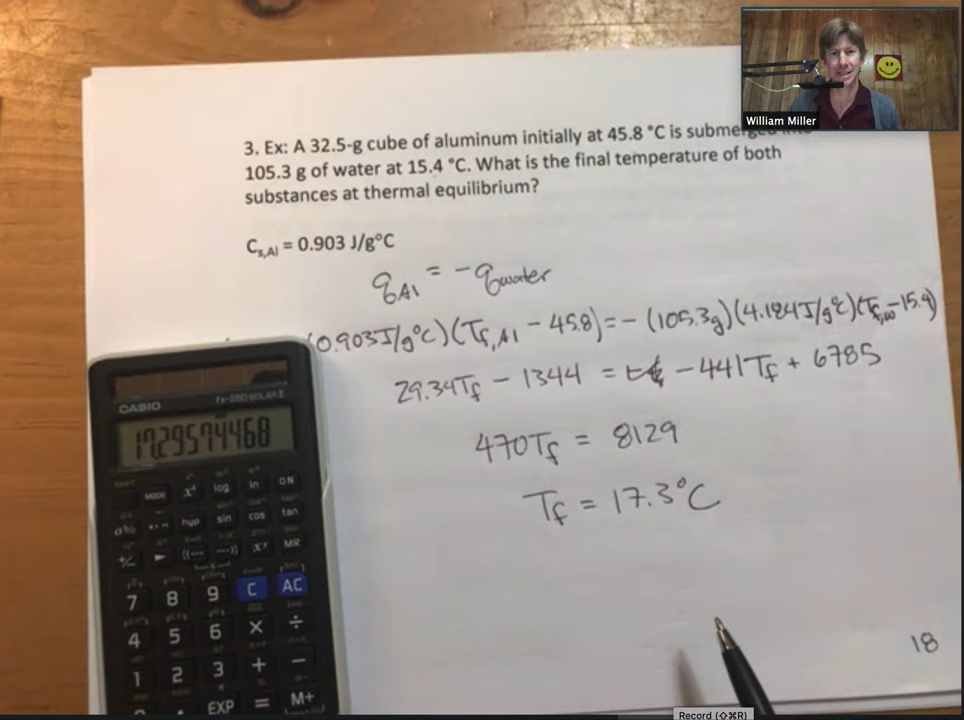 William Miller
3. Ex: A 32.5-g cube of aluminum initially at 45.8 °C is submerged into
105.3 g of water at 15.4 °C. What is the final temperature of both
substances at thermal equilibrium?
Cs,Al = 0.903 J/g°C
qAl = -qwater
(0.903J/g°C)(Tf,Al - 45.8) = - (105.3g)(4.184J/g°C)(Tf,w - 15.4)
29.34Tf - 1344 = -441Tf + 6785
470Tf = 8129
Tf = 17.3°C
CASIO
fx-260 SOLAR II
17.29574468
MODE x² log ln ON
ab/c °'" hyp sin cos tan
+/- ► ((--- ---)) xʸ MR
7 8 9 C AC
4 5 6 × ÷
1 2 3 + −
EXP = M+
18
Record (⇧⌘R)